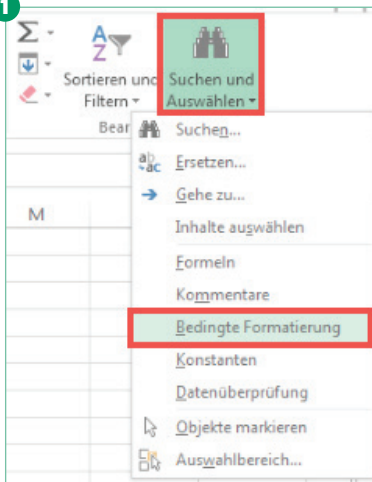 1
Sortieren und
Filtern
Suchen und
Auswählen
Bear
Suchen...
Ersetzen...
Gehe zu...
Inhalte auswählen
Formeln
Kommentare
Bedingte Formatierung
Konstanten
Datenüberprüfung
Objekte markieren
Auswahlbereich...
M